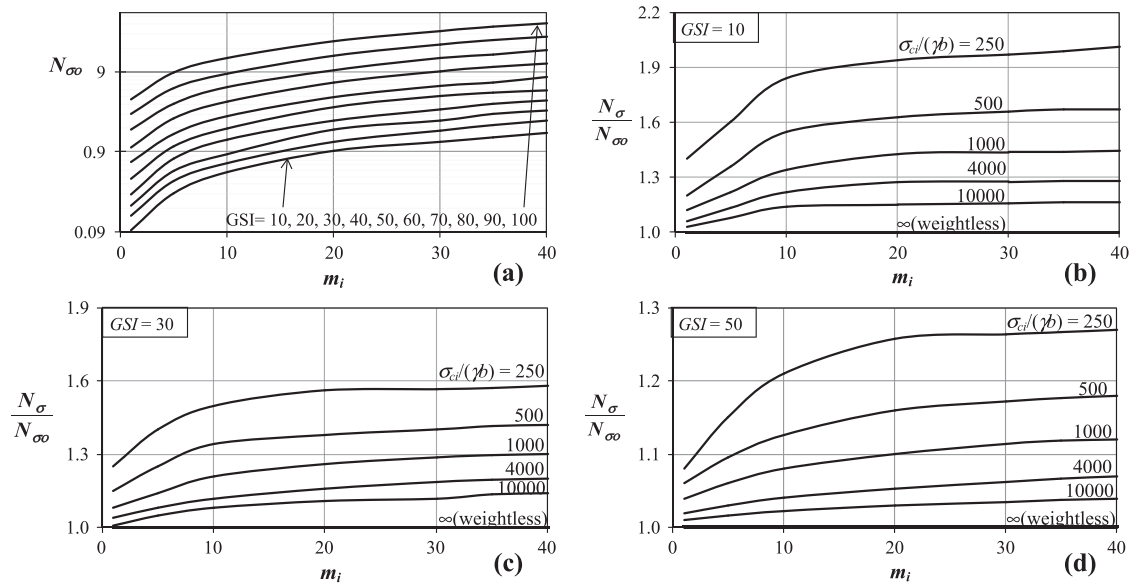 N_σo
9
0.9
0.09
GSI= 10, 20, 30, 40, 50, 60, 70, 80, 90, 100
0
10
20
30
40
m_i
(a)
2.2
1.9
1.6
1.3
1.0
N_σ
N_σo
GSI = 10
σ_ci/(γb) = 250
500
1000
4000
10000
∞(weightless)
0
10
20
30
40
m_i
(b)
1.9
1.6
1.3
1.0
N_σ
N_σo
GSI = 30
σ_ci/(γb) = 250
500
1000
4000
10000
∞(weightless)
0
10
20
30
40
m_i
(c)
1.3
1.2
1.1
1.0
N_σ
N_σo
GSI = 50
σ_ci/(γb) = 250
500
1000
4000
10000
∞(weightless)
0
10
20
30
40
m_i
(d)